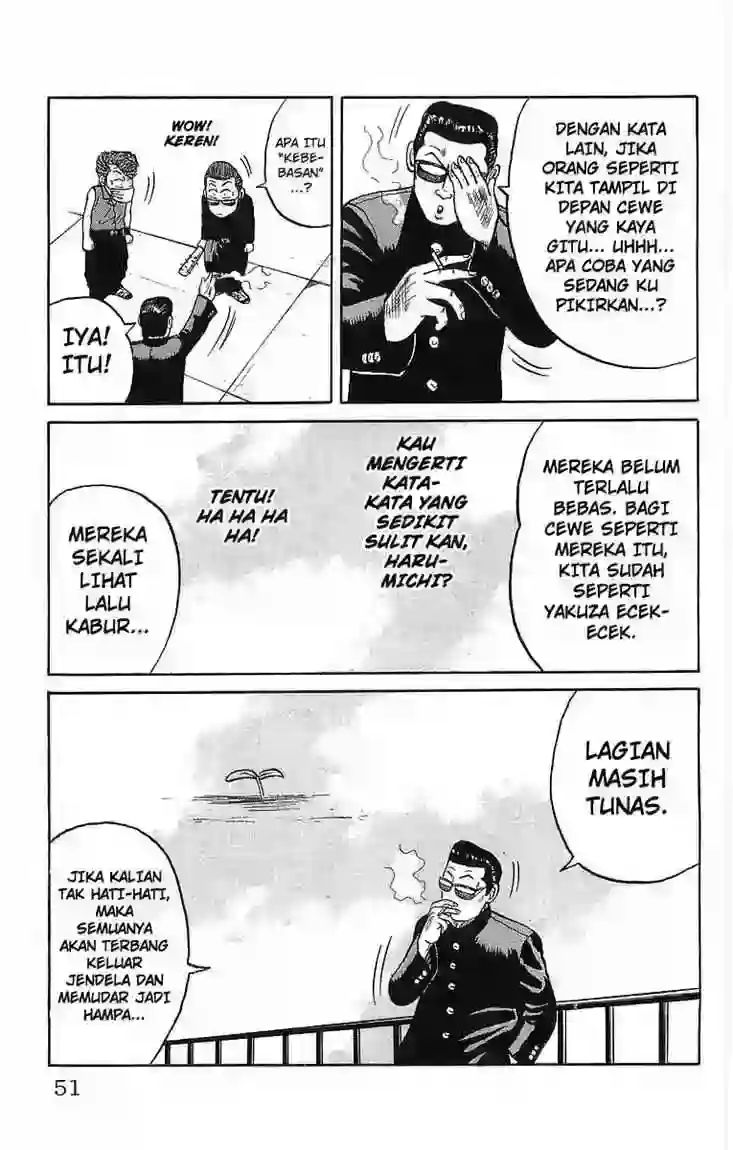 DENGAN KATA
LAIN, JIKA
ORANG SEPERTI
KITA TAMPIL DI
DEPAN CEWE
YANG KAYA
GITU... UHHH...
APA COBA YANG
SEDANG KU
PIKIRKAN...?
APA ITU
"KEBE-
BASAN"
...?
WOW!
KEREN!
IYA!
ITU!
MEREKA BELUM
TERLALU
BEBAS. BAGI
CEWE SEPERTI
MEREKA ITU,
KITA SUDAH
SEPERTI
YAKUZA ECEK-
ECEK.
KAU
MENGERTI
KATA-
KATA YANG
SEDIKIT
SULIT KAN,
HARU-
MICHI?
TENTU!
HA HA HA
HA!
MEREKA
SEKALI
LIHAT
LALU
KABUR...
LAGIAN
MASIH
TUNAS.
JIKA KALIAN
TAK HATI-HATI,
MAKA
SEMUANYA
AKAN TERBANG
KELUAR
JENDELA DAN
MEMUDAR JADI
HAMPA...
51